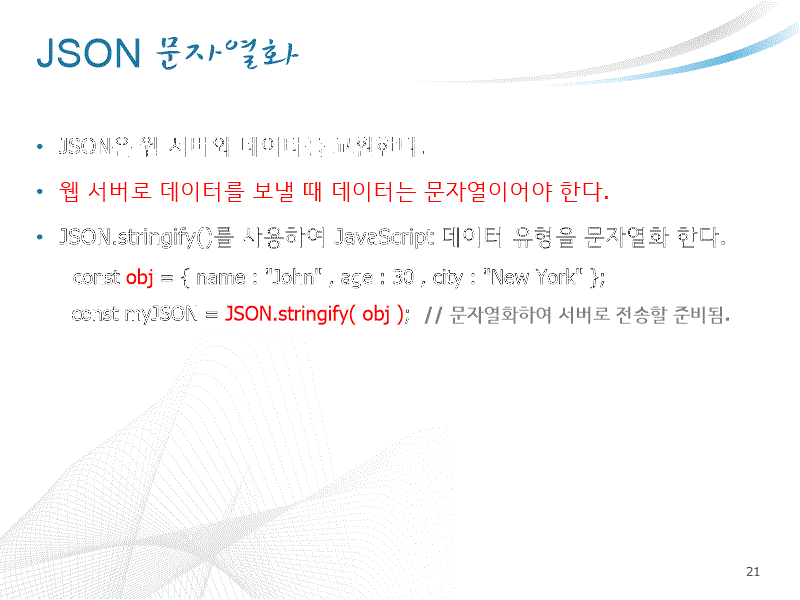 JSON 문자열화
• JSON은 웹 서버와 데이터를 교환한다.
• 웹 서버로 데이터를 보낼 때 데이터는 문자열이어야 한다.
• JSON.stringify()를 사용하여 JavaScript 데이터 유형을 문자열화 한다.
const obj = { name : "John" , age : 30 , city : "New York" };
const myJSON = JSON.stringify( obj ); // 문자열화하여 서버로 전송할 준비됨.
21